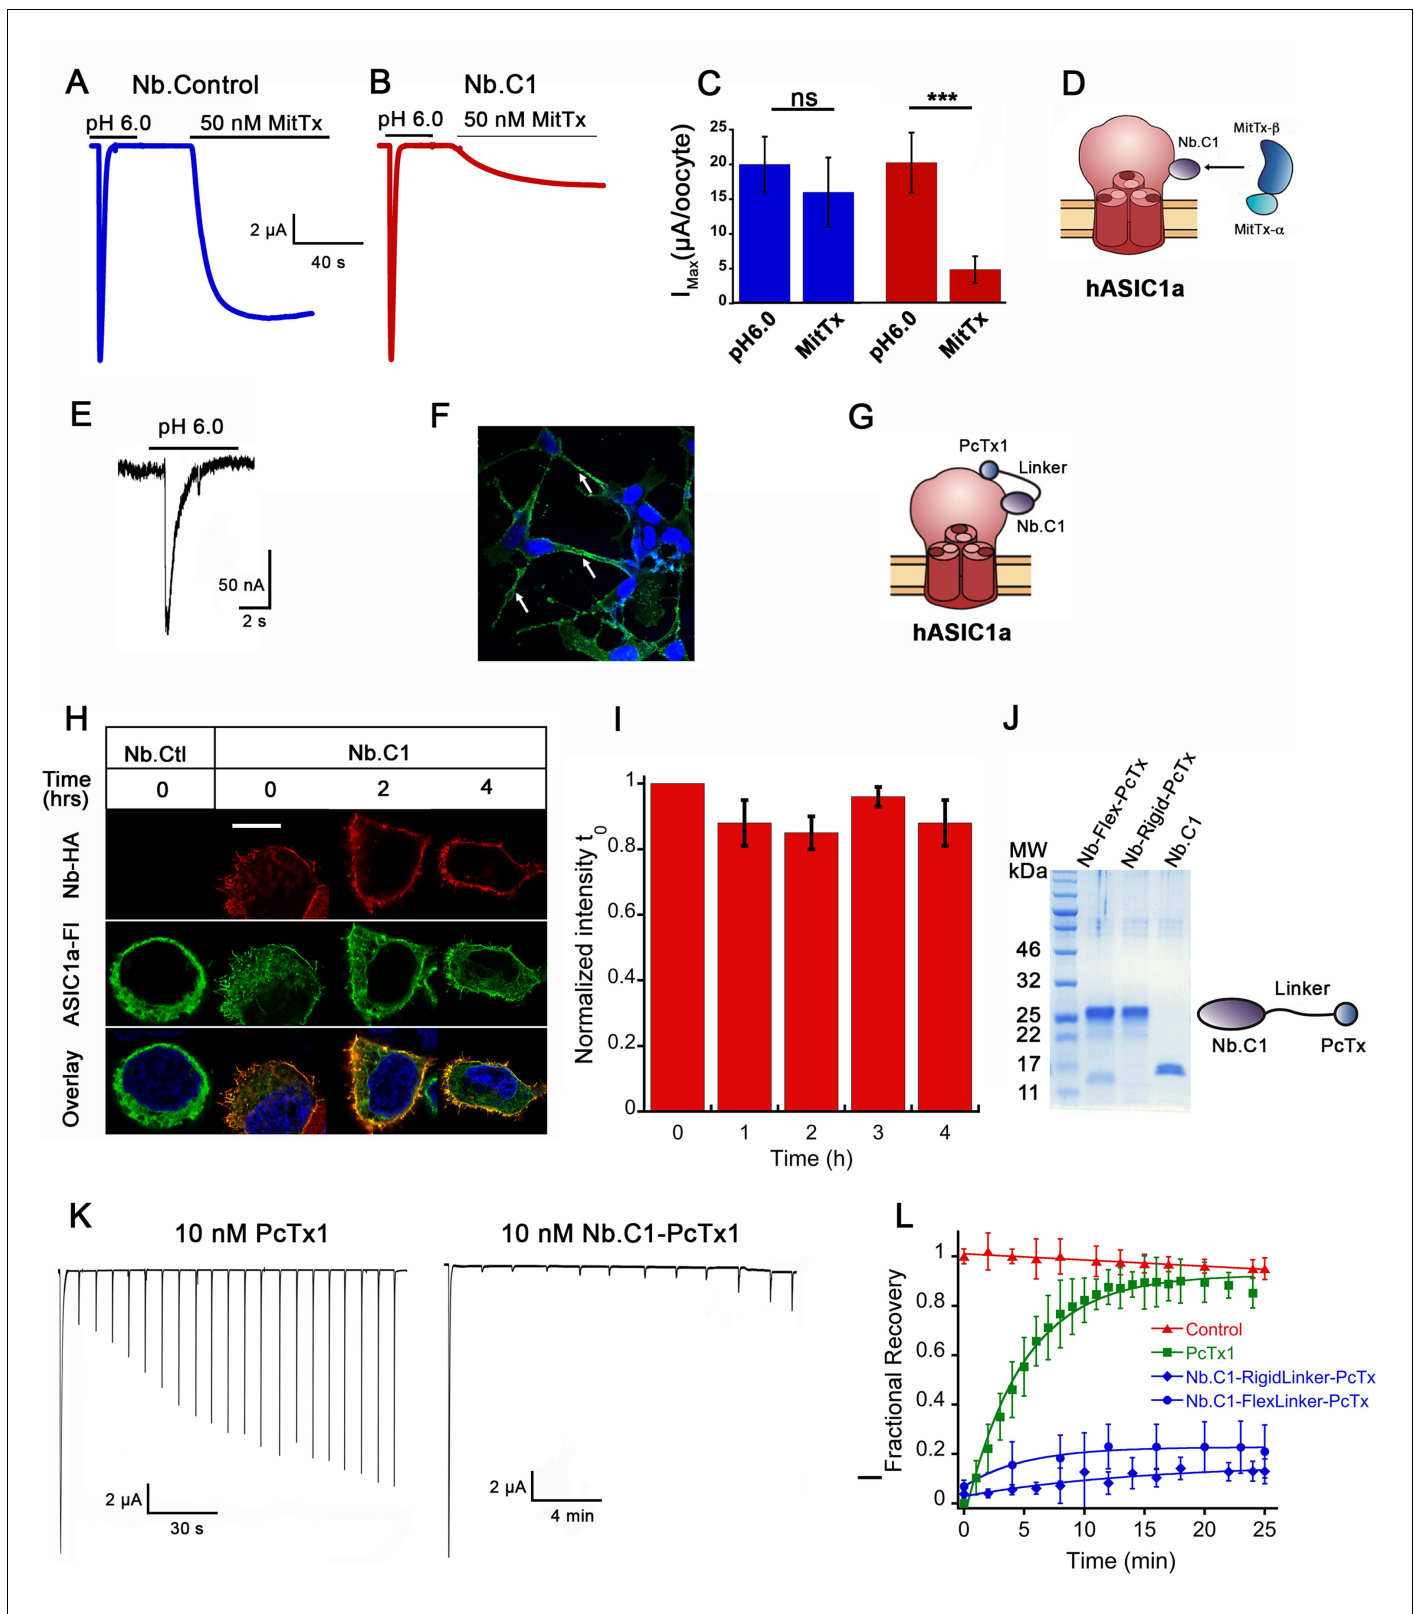 A
Nb.Control
pH 6.0
50 nM MitTx
2 µA
40 s
B
Nb.C1
pH 6.0
50 nM MitTx
C
ns
***
I Max (µA/oocyte)
25
20
15
10
5
0
pH6.0
MitTx
pH6.0
MitTx
D
Nb.C1
MitTx-β
MitTx-α
hASIC1a
E
pH 6.0
50 nA
2 s
F
G
PcTx1
Linker
Nb.C1
hASIC1a
H
Nb.Ctl
Nb.C1
Time
(hrs)
0
0
2
4
Nb-HA
ASIC1a-Fl
Overlay
I
Normalized intensity t0
1
0.8
0.6
0.4
0.2
0
0
1
2
3
4
Time (h)
J
Nb-Flex-PcTx
Nb-Rigid-PcTx
Nb.C1
MW
kDa
46
32
25
22
17
11
Linker
Nb.C1
PcTx
K
10 nM PcTx1
10 nM Nb.C1-PcTx1
2 µA
30 s
2 µA
4 min
L
I Fractional Recovery
1
0.8
0.6
0.4
0.2
0
Control
PcTx1
Nb.C1-RigidLinker-PcTx
Nb.C1-FlexLinker-PcTx
0
5
10
15
20
25
Time (min)